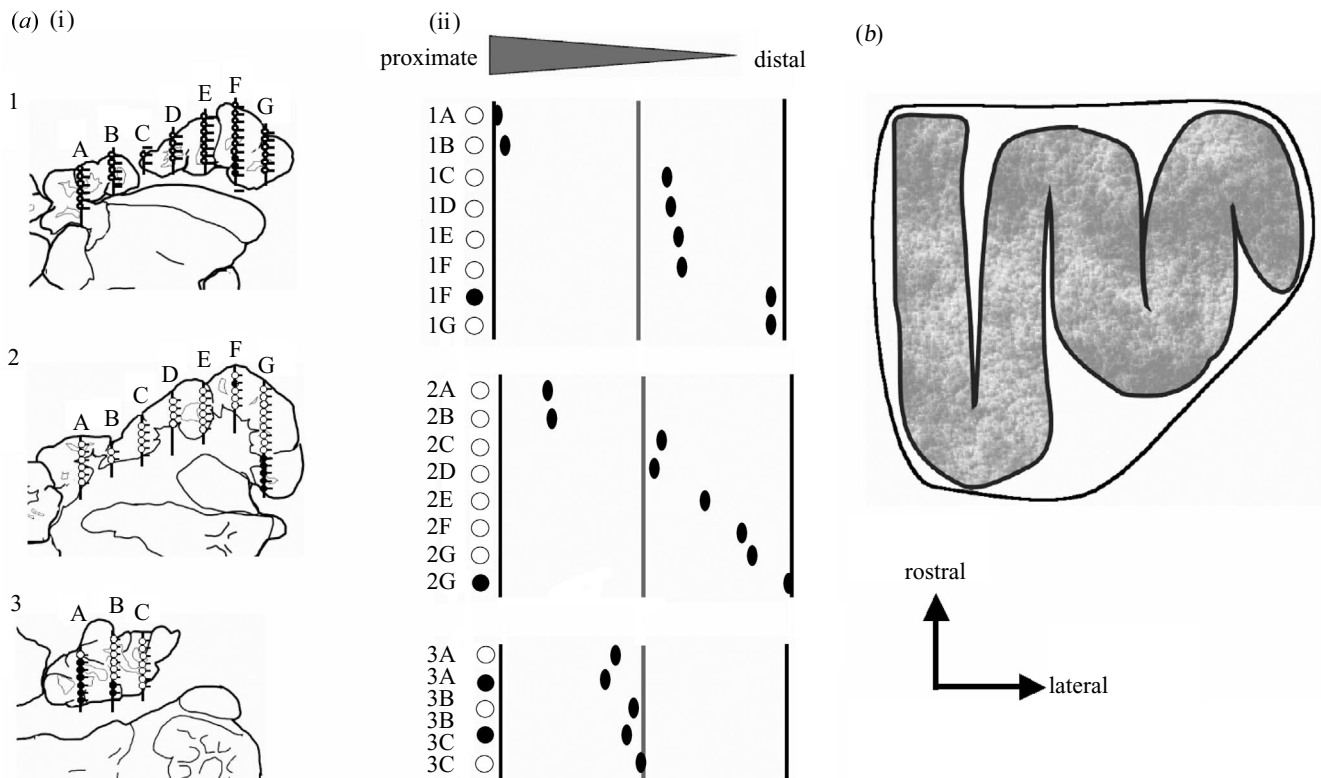 (a) (i)
1
A B C D E F G
2
A B C D E F G
3
A B C
(ii)
proximate distal
1A
1B
1C
1D
1E
1F
1F
1G
2A
2B
2C
2D
2E
2F
2G
2G
3A
3A
3B
3B
3C
3C
(b)
rostral
lateral